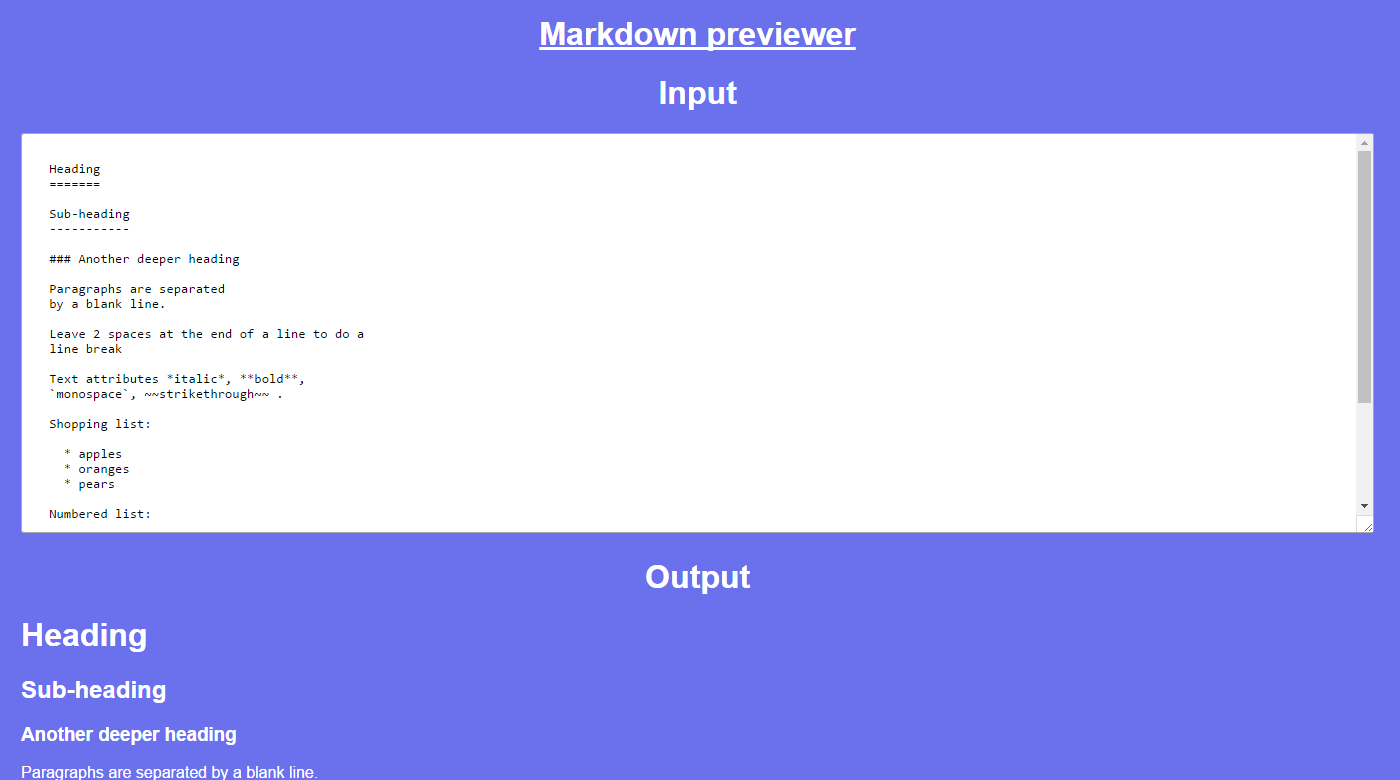 Markdown previewer
Input
Heading
=======
Sub-heading
-----------
### Another deeper heading
Paragraphs are separated
by a blank line.
Leave 2 spaces at the end of a line to do a
line break
Text attributes *italic*, **bold**,
`monospace`, ~~strikethrough~~ .
Shopping list:
* apples
* oranges
* pears
Numbered list:
Output
Heading
Sub-heading
Another deeper heading
Paragraphs are separated by a blank line.